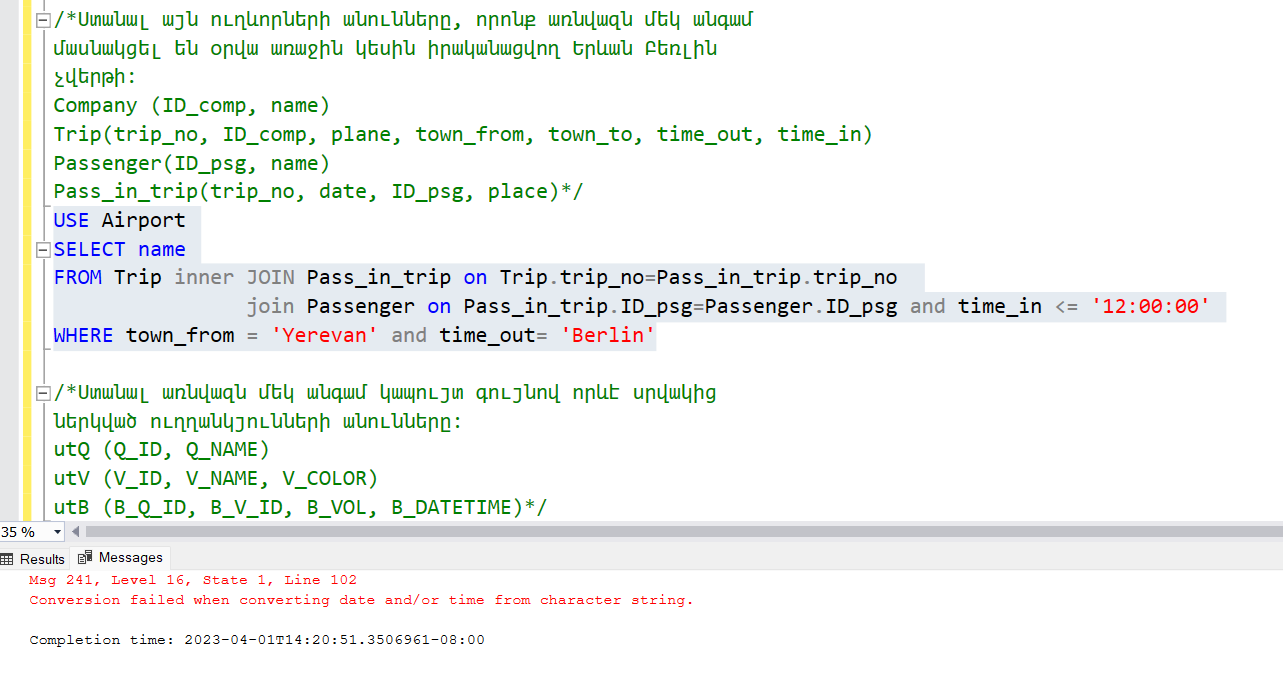 /*Ստանալ այն ուղևորների անունները, որոնք առնվազն մեկ անգամ
մասնակցել են օրվա առաջին կեսին իրականացվող Երևան Բեռլին
չվերթի:
Company (ID_comp, name)
Trip(trip_no, ID_comp, plane, town_from, town_to, time_out, time_in)
Passenger(ID_psg, name)
Pass_in_trip(trip_no, date, ID_psg, place)*/
USE Airport
SELECT name
FROM Trip inner JOIN Pass_in_trip on Trip.trip_no=Pass_in_trip.trip_no
join Passenger on Pass_in_trip.ID_psg=Passenger.ID_psg and time_in <= '12:00:00'
WHERE town_from = 'Yerevan' and time_out= 'Berlin'
/*Ստանալ առնվազն մեկ անգամ կապույտ գույնով որևէ սրվակից
ներկված ուղղանկյունների անունները:
utQ (Q_ID, Q_NAME)
utV (V_ID, V_NAME, V_COLOR)
utB (B_Q_ID, B_V_ID, B_VOL, B_DATETIME)*/
35 %
Results Messages
Msg 241, Level 16, State 1, Line 102
Conversion failed when converting date and/or time from character string.
Completion time: 2023-04-01T14:20:51.3506961-08:00